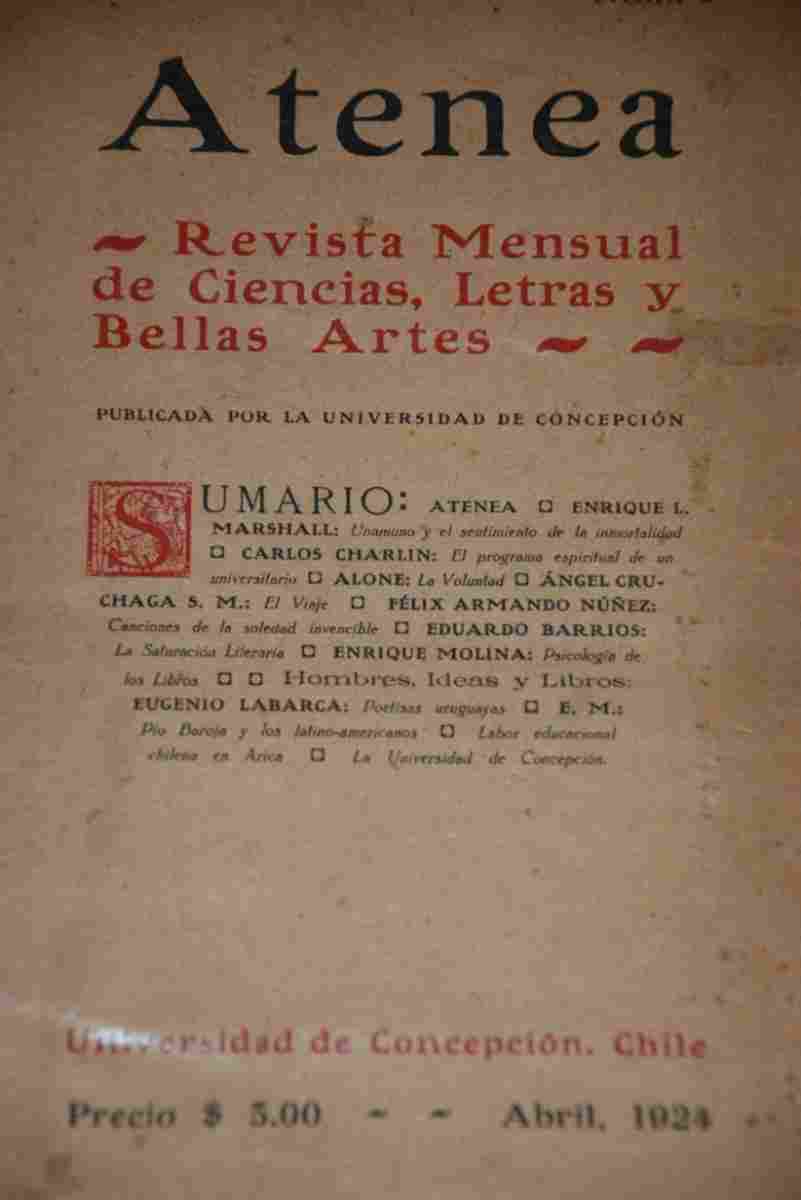 Atenea
~ Revista Mensual
de Ciencias, Letras y
Bellas Artes ~ ~
PUBLICADA POR LA UNIVERSIDAD DE CONCEPCIÓN
SUMARIO: ATENEA □ ENRIQUE L.
MARSHALL: Unamuno y el sentimiento de la inmortalidad
□ CARLOS CHARLIN: El programa espiritual de un
universitario □ ALONE: La Voluntad □ ÁNGEL CRU-
CHAGA S. M.: El Viaje □ FÉLIX ARMANDO NÚÑEZ:
Canciones de la soledad invencible □ EDUARDO BARRIOS:
La Saturación Literaria □ ENRIQUE MOLINA: Psicología de
los Libros □ □ Hombres, Ideas y Libros:
EUGENIO LABARCA: Poetisas uruguayas □ E. M.:
Pío Baroja y los latino-americanos □ Labor educacional
chilena en Arica □ La Universidad de Concepción.
Universidad de Concepción. Chile
Precio $ 3.00 ~ ~ Abril, 1924